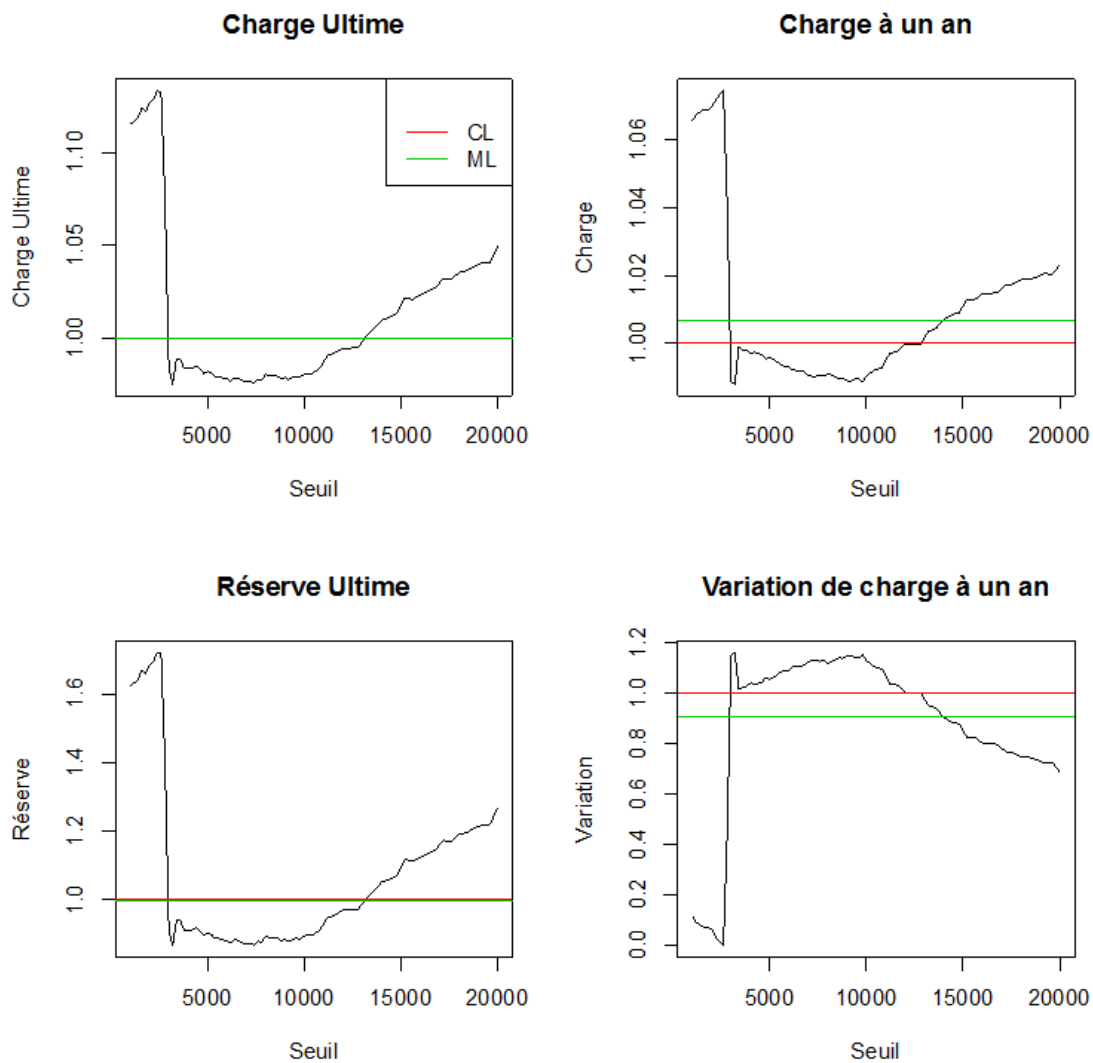 Charge Ultime
Charge Ultime
1.00 1.05 1.10
CL
ML
5000 10000 15000 20000
Seuil
Charge à un an
Charge
1.00 1.02 1.04 1.06
5000 10000 15000 20000
Seuil
Réserve Ultime
Réserve
1.0 1.2 1.4 1.6
5000 10000 15000 20000
Seuil
Variation de charge à un an
Variation
0.0 0.2 0.4 0.6 0.8 1.0 1.2
5000 10000 15000 20000
Seuil